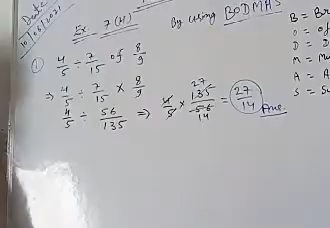 Date
10/06/2021
Ex - 7 (H)
By using BODMAS
① 4/5 ÷ 7/15 of 8/9
⇒ 4/5 ÷ 7/15 × 8/9
4/5 ÷ 56/135 ⇒ 4/5 × 135/56 27 14 = 27/14 Ans.
B = Br
O = of
D = D
M = Mu
A = A
S = Su